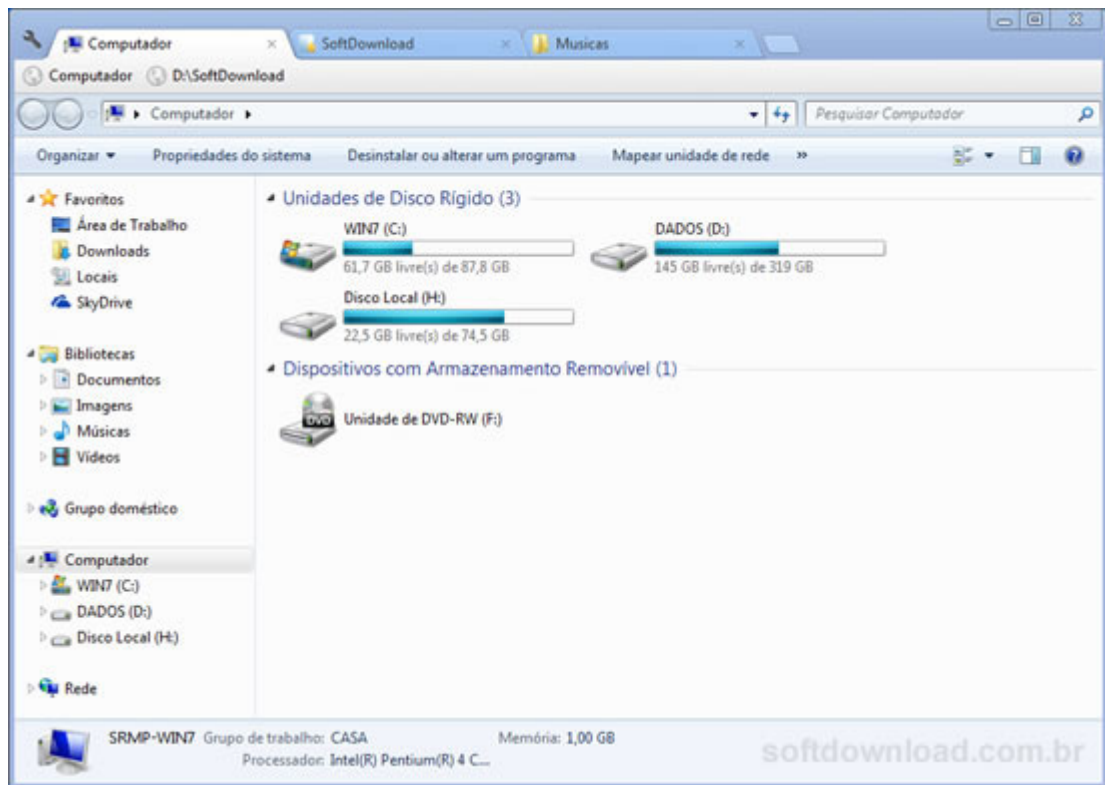 Computador
SoftDownload
Musicas
Computador D:\SoftDownload
Computador
Pesquisar Computador
Organizar Propriedades do sistema Desinstalar ou alterar um programa Mapear unidade de rede »
Favoritos
Área de Trabalho
Downloads
Locais
SkyDrive
Bibliotecas
Documentos
Imagens
Músicas
Vídeos
Grupo doméstico
Computador
WIN7 (C:)
DADOS (D:)
Disco Local (H:)
Rede
Unidades de Disco Rígido (3)
WIN7 (C:)
61,7 GB livre(s) de 87,8 GB
DADOS (D:)
145 GB livre(s) de 319 GB
Disco Local (H:)
22,5 GB livre(s) de 74,5 GB
Dispositivos com Armazenamento Removível (1)
DVD
Unidade de DVD-RW (F:)
SRMP-WIN7 Grupo de trabalho: CASA Memória: 1,00 GB
Processador: Intel(R) Pentium(R) 4 C...
softdownload.com.br